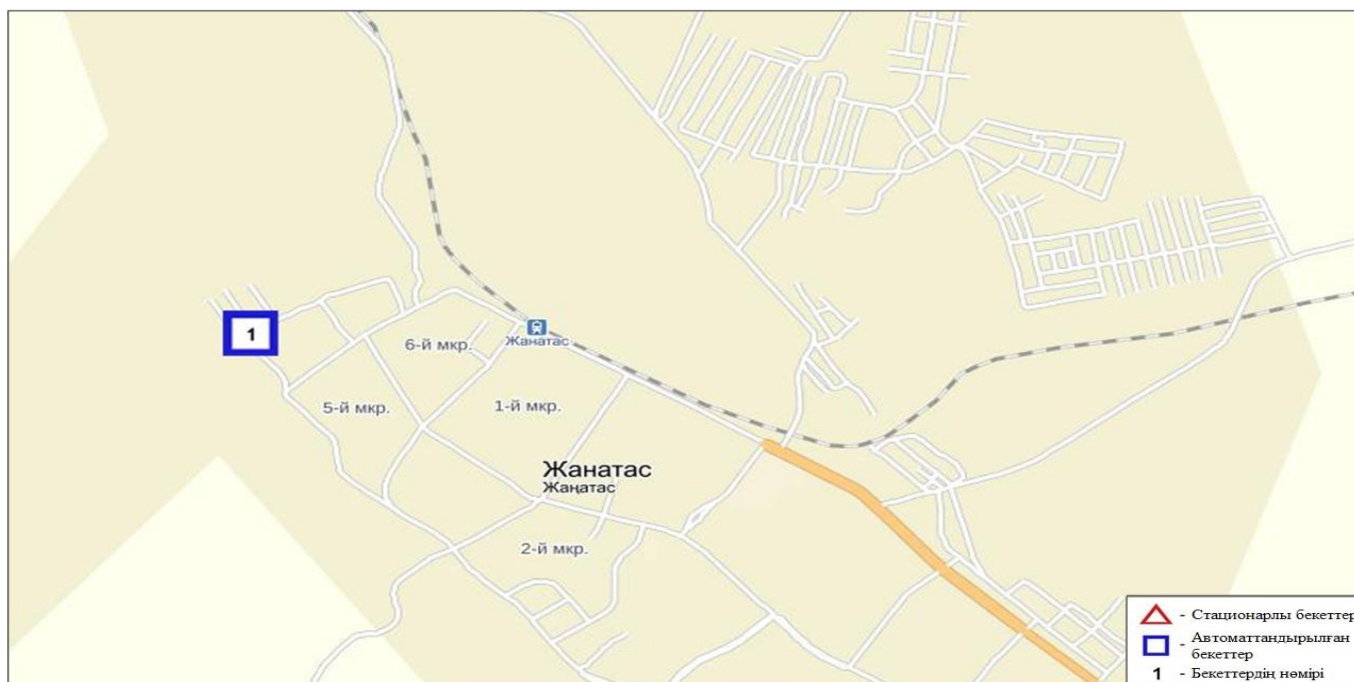 1
Жанатас
6-й мкр.
5-й мкр.
1-й мкр.
Жанатас
Жаңатас
2-й мкр.
- Стационарлы бекеттер
- Автоматтандырылған
бекеттер
1 - Бекеттердің нөмірі